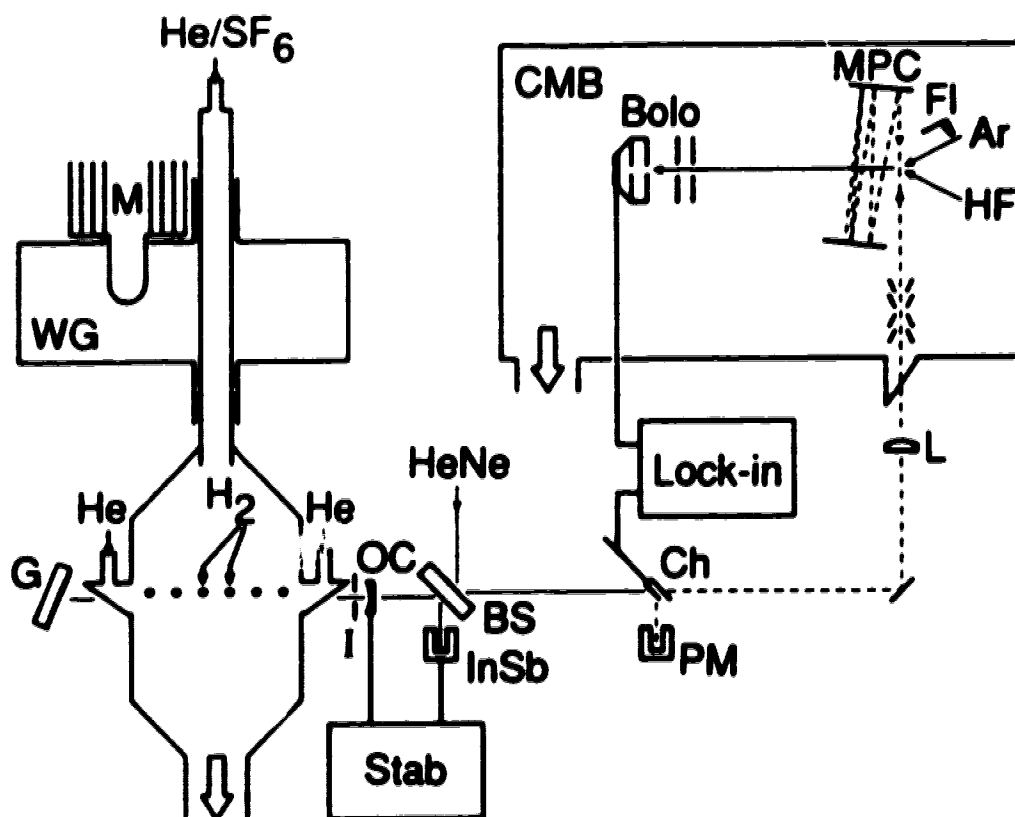 He/SF6
CMB
MPC
Fl
Bolo
Ar
HF
M
WG
HeNe
Lock-in
L
He
H2
He
G
OC
Ch
I
BS
InSb
PM
Stab